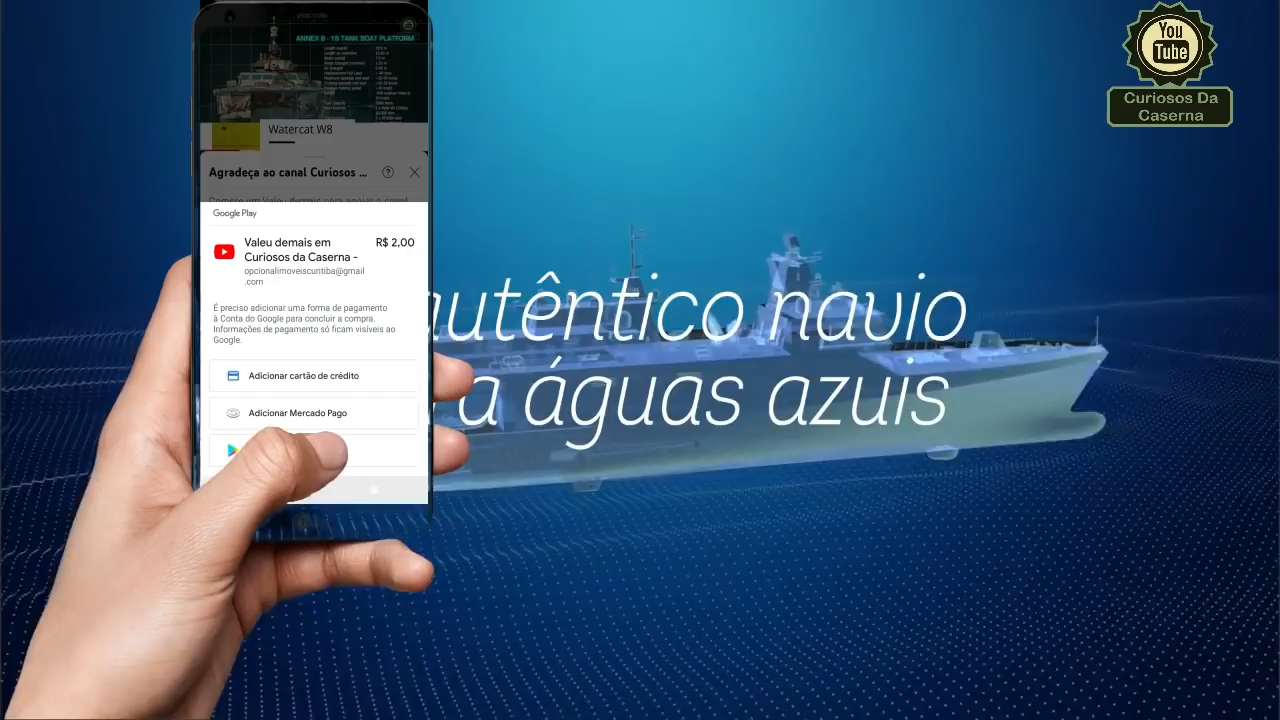 ANNEX B - 18 TANK BOAT PLATFORM
Watercat W8
Agradeça ao canal Curiosos ...
Google Play
Valeu demais em
Curiosos da Caserna -
R$ 2,00
opcionalimoveiscuritiba@gmail
.com
É preciso adicionar uma forma de pagamento
à Conta do Google para concluir a compra.
Informações de pagamento só ficam visíveis ao
Google.
Adicionar cartão de crédito
Adicionar Mercado Pago
autêntico navio
a águas azuis
You
Tube
Curiosos Da
Caserna